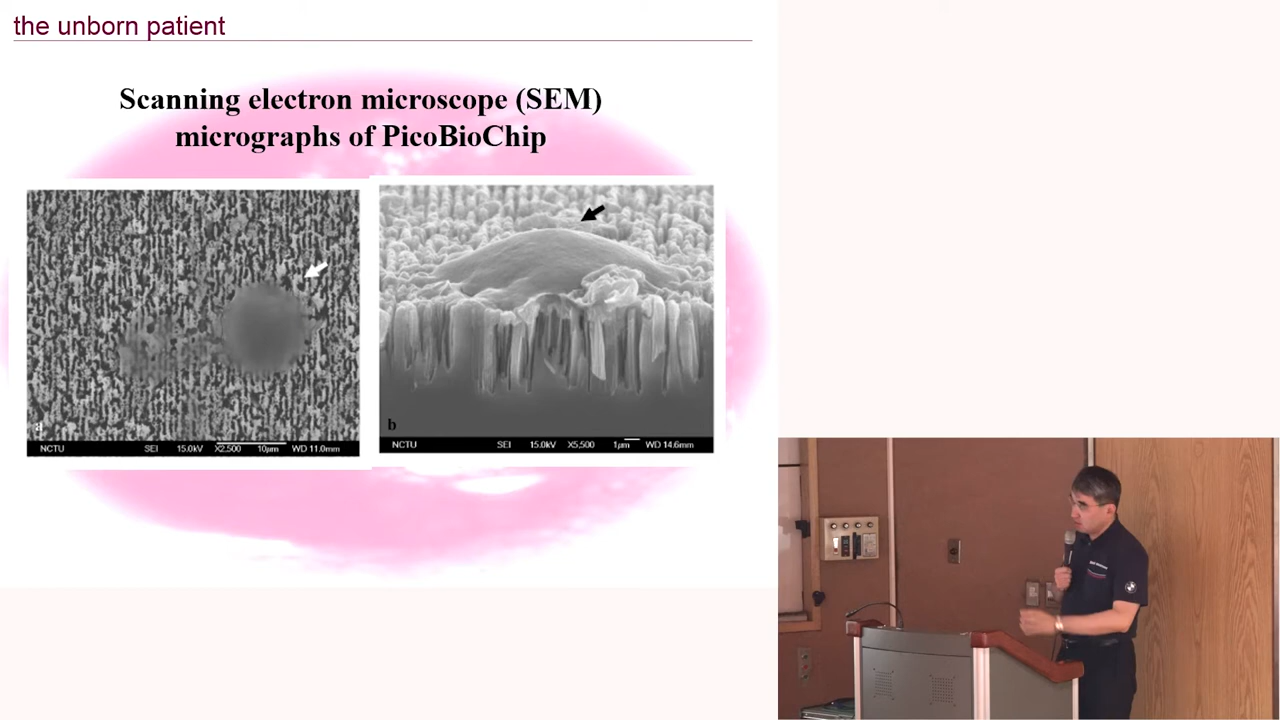 the unborn patient
Scanning electron microscope (SEM)
micrographs of PicoBioChip
a
NCTU SEI 15.0kV X2,500 10μm WD 11.0mm
b
NCTU SEI 15.0kV X5,500 1μm WD 14.6mm